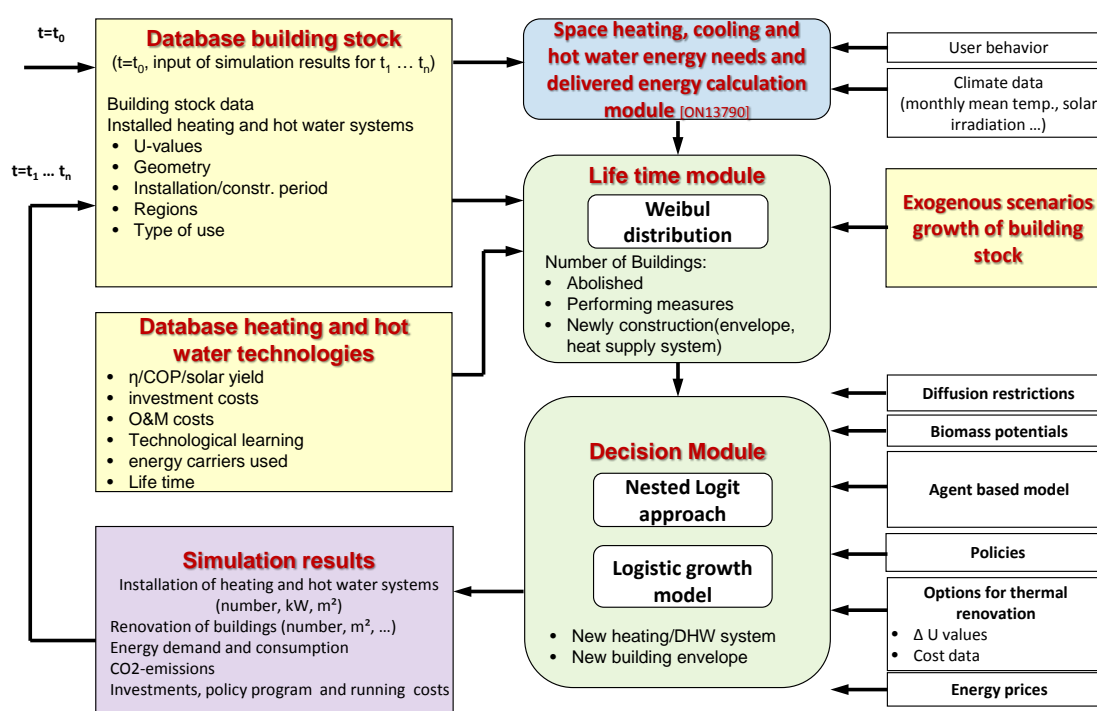 t=t0
Database building stock
(t=t0, input of simulation results for t1 … tn)
Building stock data
Installed heating and hot water systems
• U-values
• Geometry
• Installation/constr. period
• Regions
• Type of use
t=t1 ... tn
Database heating and hot
water technologies
• η/COP/solar yield
• investment costs
• O&M costs
• Technological learning
• energy carriers used
• Life time
Simulation results
Installation of heating and hot water systems
(number, kW, m²)
Renovation of buildings (number, m², …)
Energy demand and consumption
CO2-emissions
Investments, policy program and running costs
Space heating, cooling and
hot water energy needs and
delivered energy calculation
module [ON13790]
Life time module
Weibul
distribution
Number of Buildings:
• Abolished
• Performing measures
• Newly construction(envelope,
heat supply system)
Decision Module
Nested Logit
approach
Logistic growth
model
• New heating/DHW system
• New building envelope
User behavior
Climate data
(monthly mean temp., solar
irradiation …)
Exogenous scenarios
growth of building
stock
Diffusion restrictions
Biomass potentials
Agent based model
Policies
Options for thermal
renovation
• Δ U values
• Cost data
Energy prices